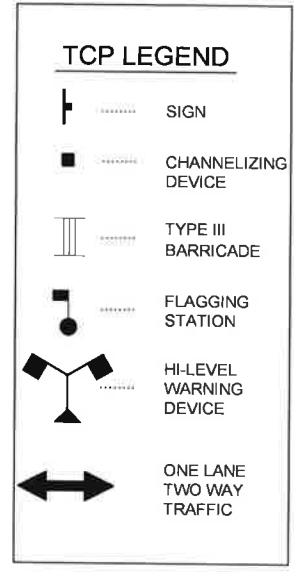 TCP LEGEND
SIGN
CHANNELIZING
DEVICE
TYPE III
BARRICADE
FLAGGING
STATION
HI-LEVEL
WARNING
DEVICE
ONE LANE
TWO WAY
TRAFFIC